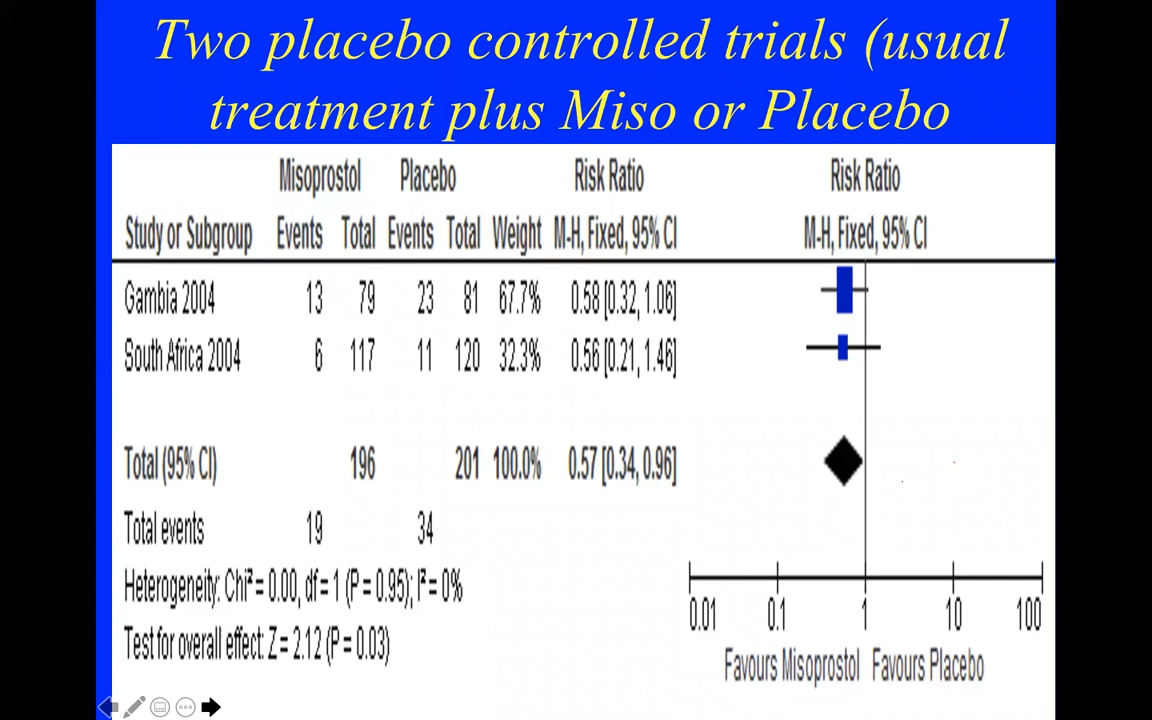 Two placebo controlled trials (usual
treatment plus Miso or Placebo
Misoprostol Placebo Risk Ratio Risk Ratio
Study or Subgroup Events Total Events Total Weight M-H, Fixed, 95% CI M-H, Fixed, 95% CI
Gambia 2004 13 79 23 81 67.7% 0.58 [0.32, 1.06]
South Africa 2004 6 117 11 120 32.3% 0.56 [0.21, 1.46]
Total (95% CI) 196 201 100.0% 0.57 [0.34, 0.96]
Total events 19 34
Heterogeneity: Chi² = 0.00, df = 1 (P = 0.95); I² = 0%
Test for overall effect: Z = 2.12 (P = 0.03)
0.01 0.1 1 10 100
Favours Misoprostol Favours Placebo